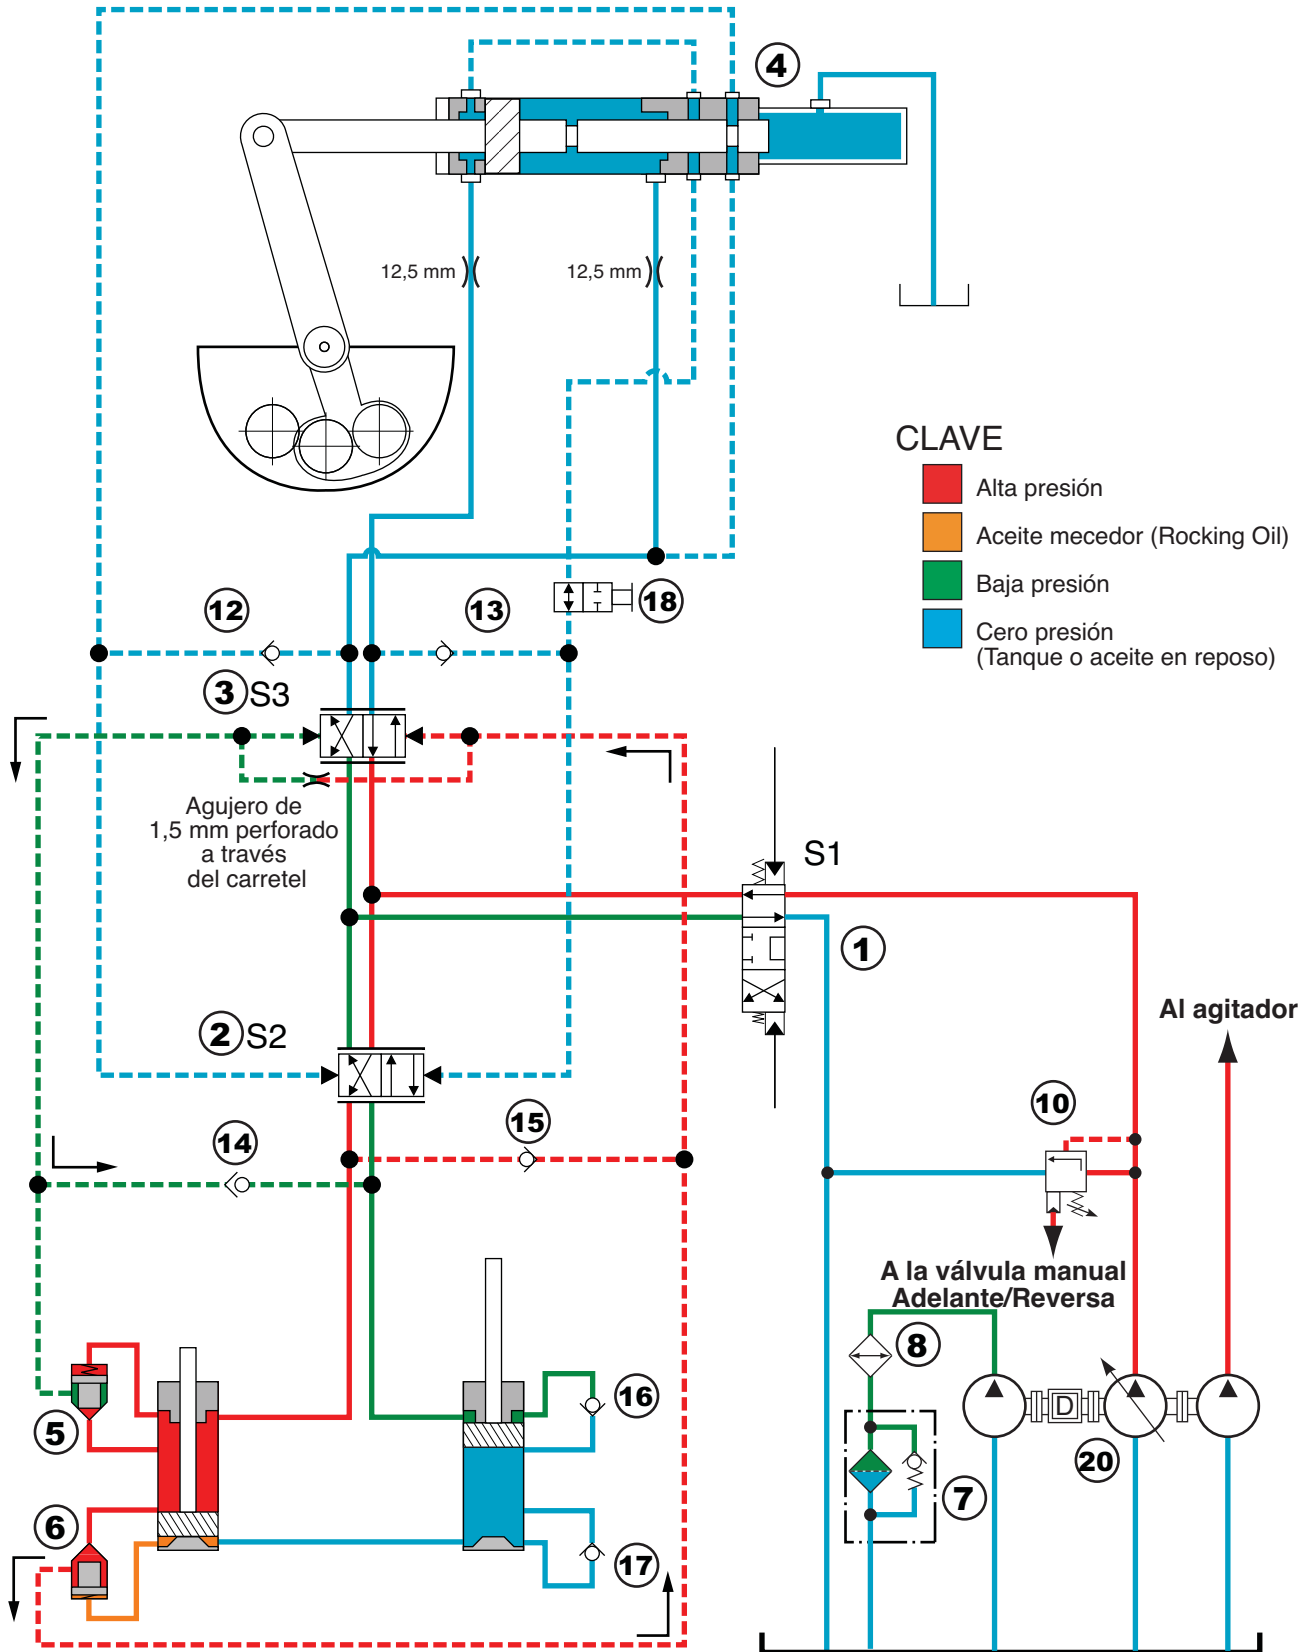 4
12,5 mm
12,5 mm
CLAVE
Alta presión
Aceite mecedor (Rocking Oil)
Baja presión
Cero presión
(Tanque o aceite en reposo)
18
12
13
3 S3
Agujero de
1,5 mm perforado
a través
del carretel
S1
1
2 S2
Al agitador
10
14
15
A la válvula manual
Adelante/Reversa
8
D
20
7
5
16
6
17